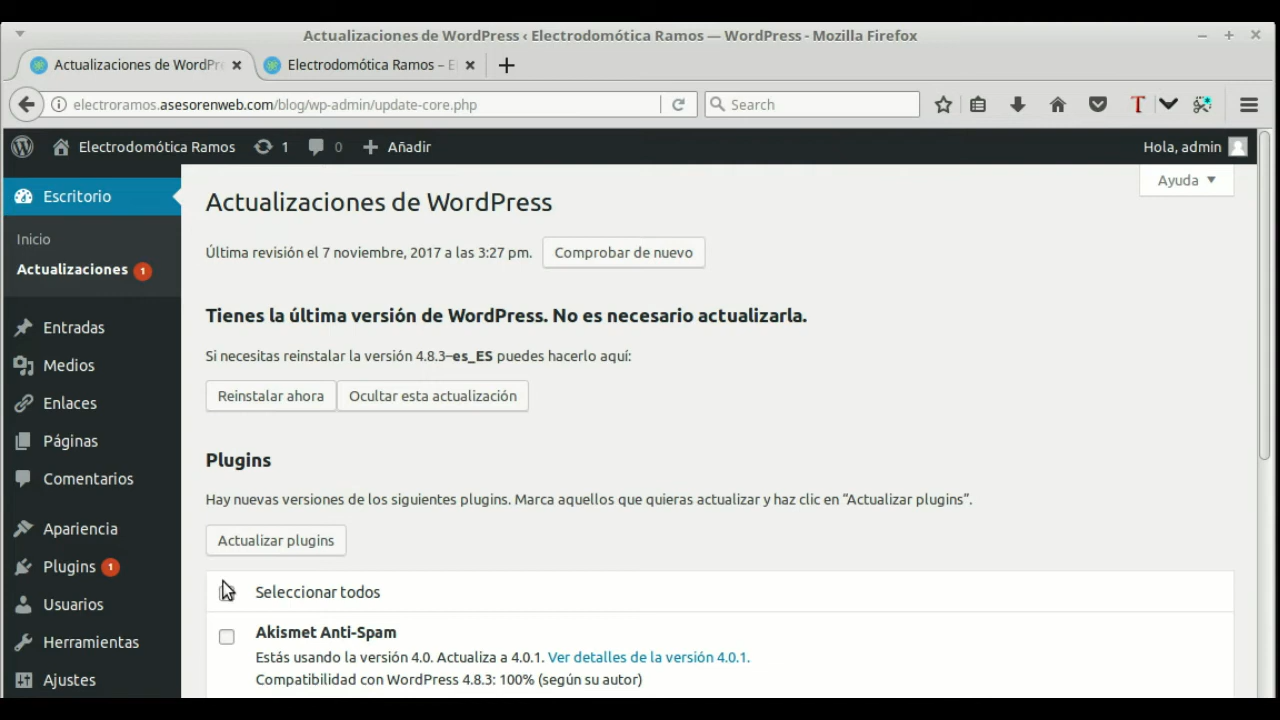 Actualizaciones de WordPress ‹ Electrodomótica Ramos — WordPress - Mozilla Firefox
Actualizaciones de WordPre
Electrodomótica Ramos – E
electroramos.asesorenweb.com/blog/wp-admin/update-core.php
Search
Electrodomótica Ramos 1 0 Añadir
Hola, admin
Ayuda
Escritorio
Inicio
Actualizaciones 1
Entradas
Medios
Enlaces
Páginas
Comentarios
Apariencia
Plugins 1
Usuarios
Herramientas
Ajustes
Actualizaciones de WordPress
Última revisión el 7 noviembre, 2017 a las 3:27 pm. Comprobar de nuevo
Tienes la última versión de WordPress. No es necesario actualizarla.
Si necesitas reinstalar la versión 4.8.3–es_ES puedes hacerlo aquí:
Reinstalar ahora Ocultar esta actualización
Plugins
Hay nuevas versiones de los siguientes plugins. Marca aquellos que quieras actualizar y haz clic en “Actualizar plugins”.
Actualizar plugins
Seleccionar todos
Akismet Anti-Spam
Estás usando la versión 4.0. Actualiza a 4.0.1. Ver detalles de la versión 4.0.1.
Compatibilidad con WordPress 4.8.3: 100% (según su autor)